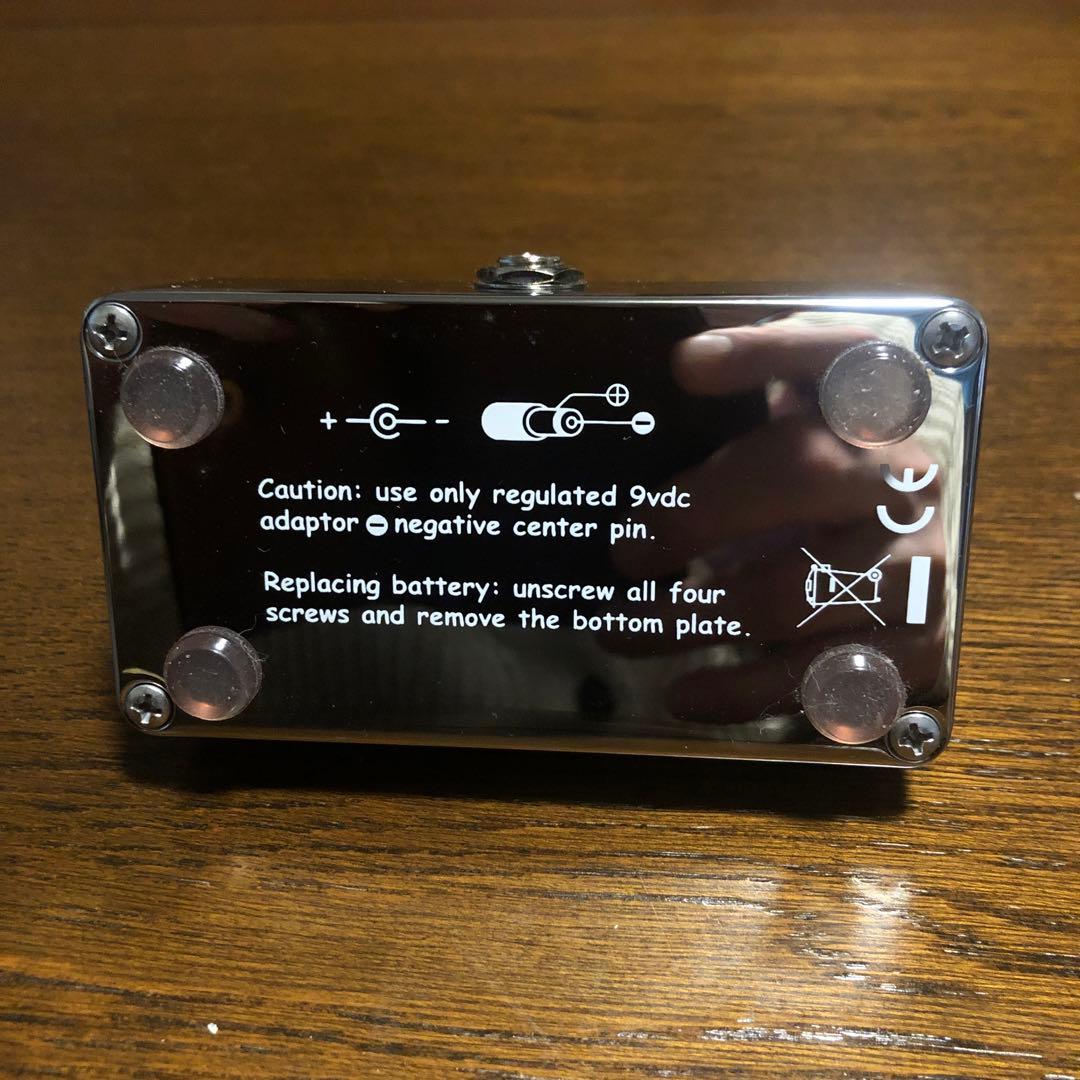 + -
+
-
Caution: use only regulated 9vdc
adaptor - negative center pin.
Replacing battery: unscrew all four
screws and remove the bottom plate.
CE